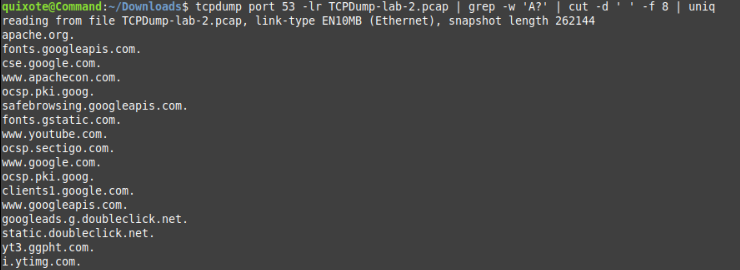 quixote@Command:~/Downloads$ tcpdump port 53 -lr TCPDump-lab-2.pcap | grep -w 'A?' | cut -d ' ' -f 8 | uniq
reading from file TCPDump-lab-2.pcap, link-type EN10MB (Ethernet), snapshot length 262144
apache.org.
fonts.googleapis.com.
cse.google.com.
www.apachecon.com.
ocsp.pki.goog.
safebrowsing.googleapis.com.
fonts.gstatic.com.
www.youtube.com.
ocsp.sectigo.com.
www.google.com.
ocsp.pki.goog.
clients1.google.com.
www.googleapis.com.
googleads.g.doubleclick.net.
static.doubleclick.net.
yt3.ggpht.com.
i.ytimg.com.